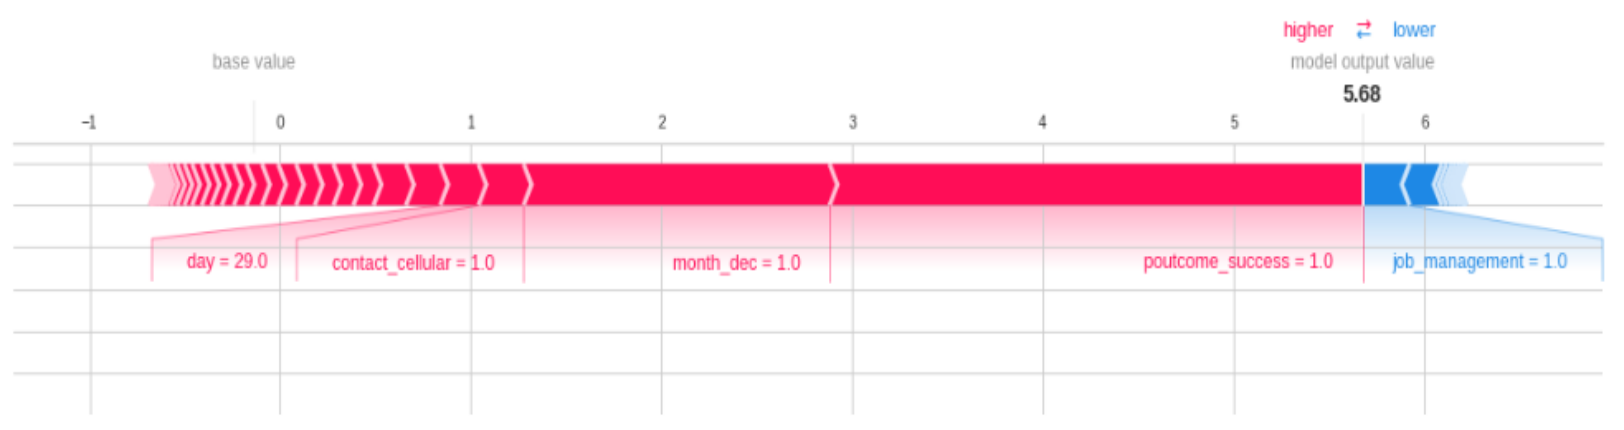 higher ⇄ lower
base value
model output value
5.68
−1 0 1 2 3 4 5 6
day = 29.0 contact_cellular = 1.0 month_dec = 1.0 poutcome_success = 1.0 job_management = 1.0